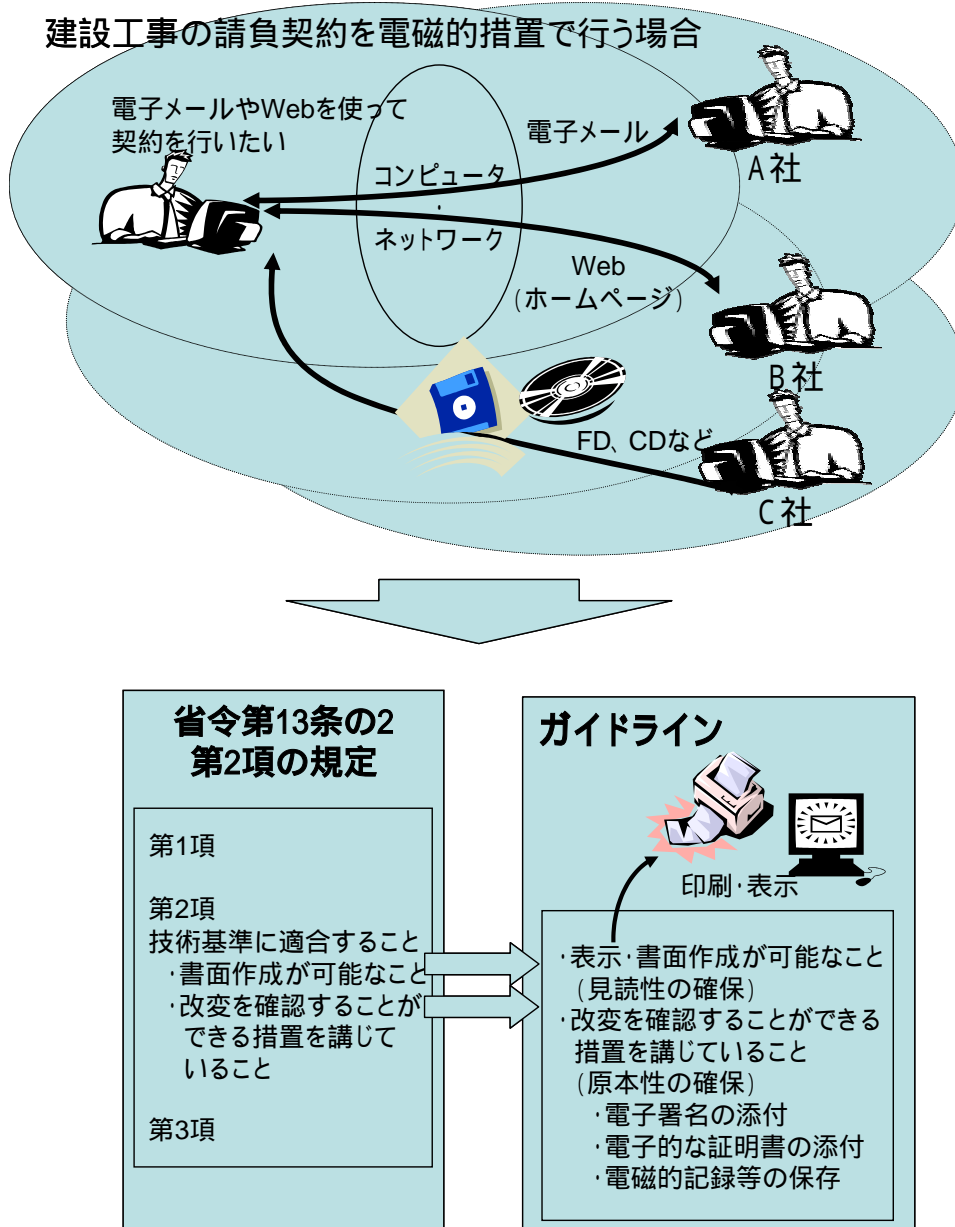 建設工事の請負契約を電磁的措置で行う場合
電子メールやWebを使って
契約を行いたい
電子メール
A社
コンピュータ
・
ネットワーク
Web
(ホームページ)
B社
FD、CDなど
C社
省令第13条の2
第2項の規定
第1項
第2項
技術基準に適合すること
・書面作成が可能なこと
・改変を確認することが
できる措置を講じて
いること
第3項
ガイドライン
印刷・表示
・表示・書面作成が可能なこと
(見読性の確保)
・改変を確認することができる
措置を講じていること
(原本性の確保)
・電子署名の添付
・電子的な証明書の添付
・電磁的記録等の保存